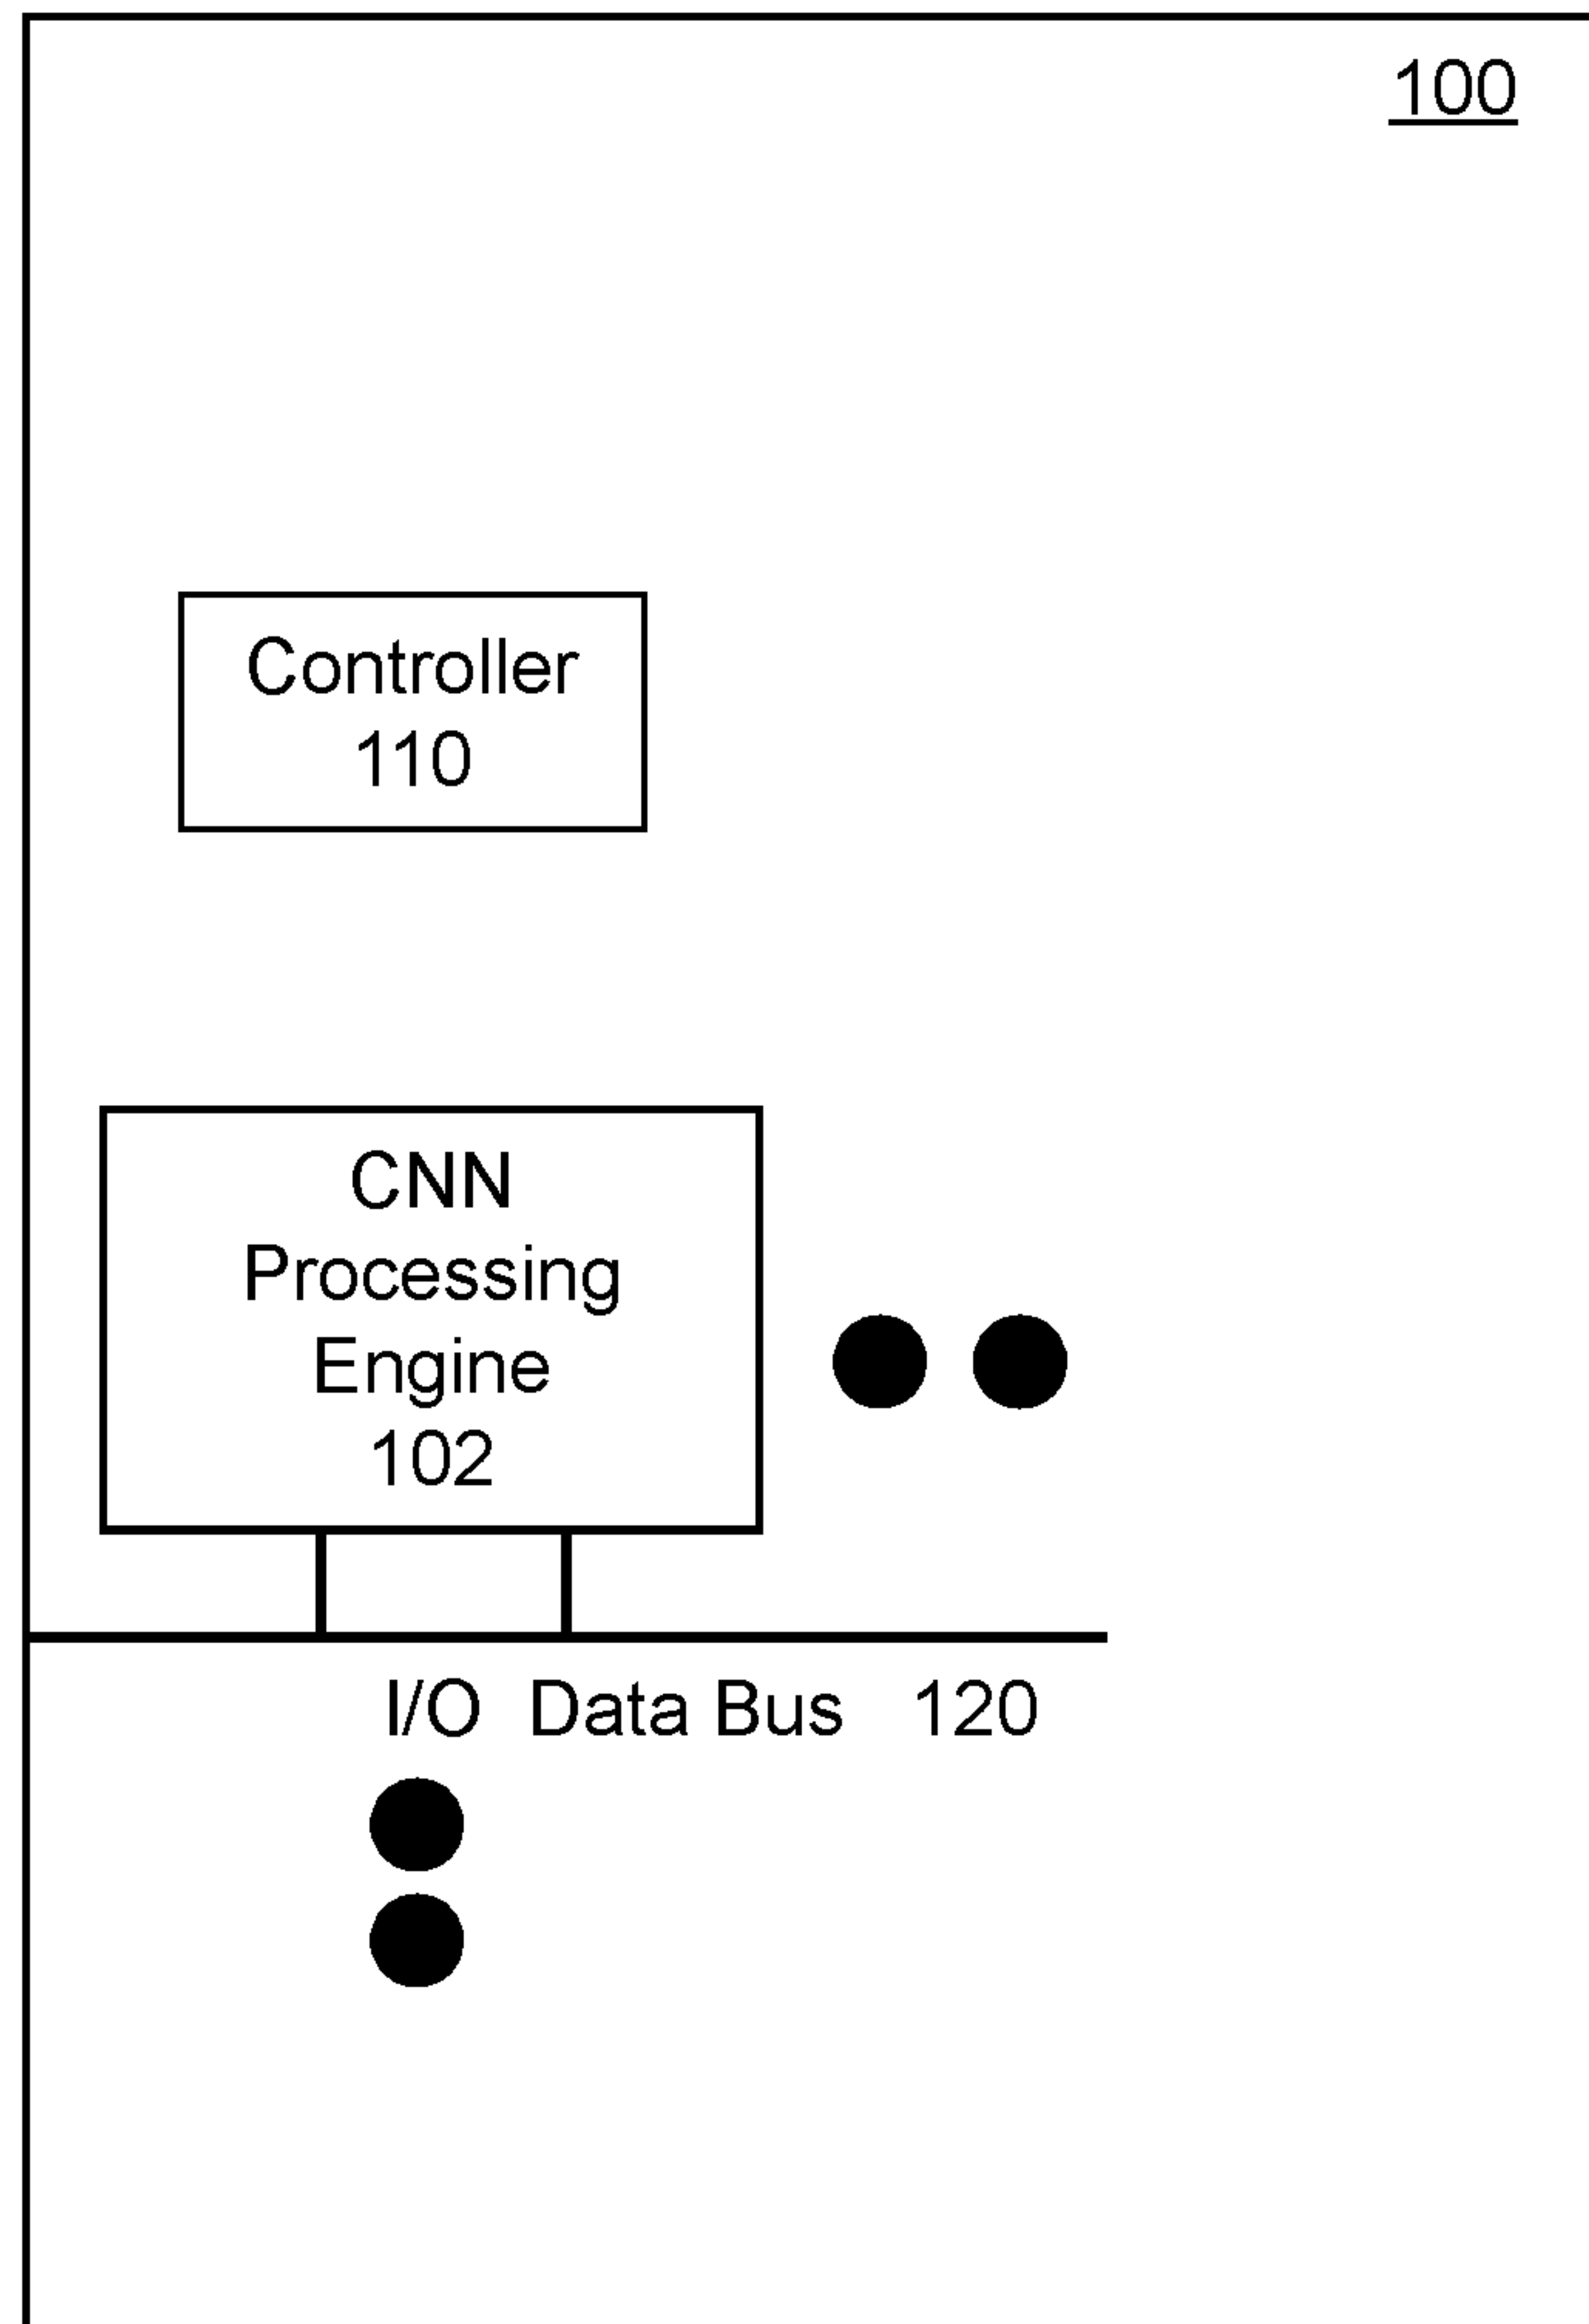 100
Controller
110
CNN
Processing
Engine
102
I/O Data Bus 120